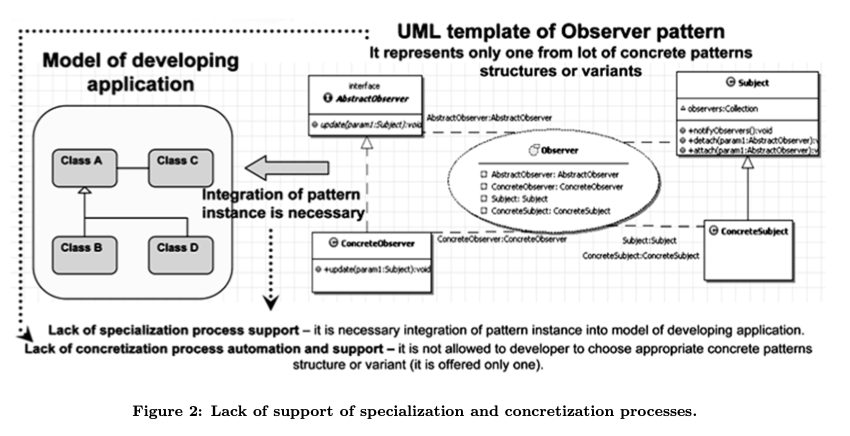 UML template of Observer pattern
It represents only one from lot of concrete patterns
structures or variants
Model of developing
application
Class A
Class C
Class B
Class D
Integration of pattern
instance is necessary
interface
AbstractObserver
update(param1:Subject):void
AbstractObserver:AbstractObserver
Subject
observers:Collection
+notifyObservers():void
+detach(param1:AbstractObserver):v
+attach(param1:AbstractObserver):v
Observer
AbstractObserver: AbstractObserver
ConcreteObserver: ConcreteObserver
Subject: Subject
ConcreteSubject: ConcreteSubject
ConcreteObserver
+update(param1:Subject):void
ConcreteObserver:ConcreteObserver
Subject:Subject
ConcreteSubject:ConcreteSubject
ConcreteSubject
Lack of specialization process support – it is necessary integration of pattern instance into model of developing application.
Lack of concretization process automation and support – it is not allowed to developer to choose appropriate concrete patterns
structure or variant (it is offered only one).
Figure 2: Lack of support of specialization and concretization processes.